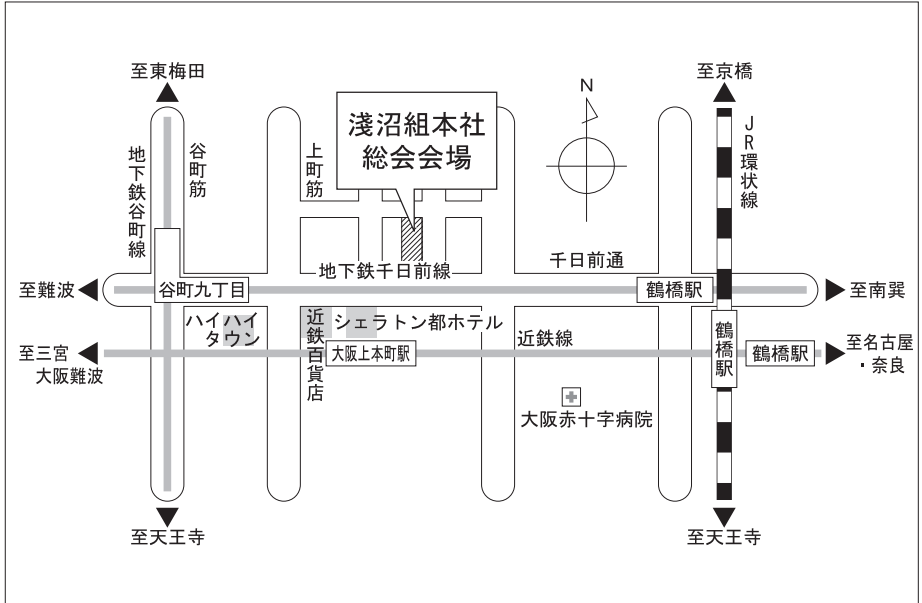 至東梅田
至京橋
N
淺沼組本社
総会会場
地下鉄谷町線
谷町筋
上町筋
JR環状線
地下鉄千日前線
千日前通
至難波
谷町九丁目
鶴橋駅
至南巽
ハイハイ
タウン
近鉄百貨店
シェラトン都ホテル
近鉄線
至三宮
大阪難波
大阪上本町駅
鶴橋駅
鶴橋駅
至名古屋
・奈良
大阪赤十字病院
至天王寺
至天王寺